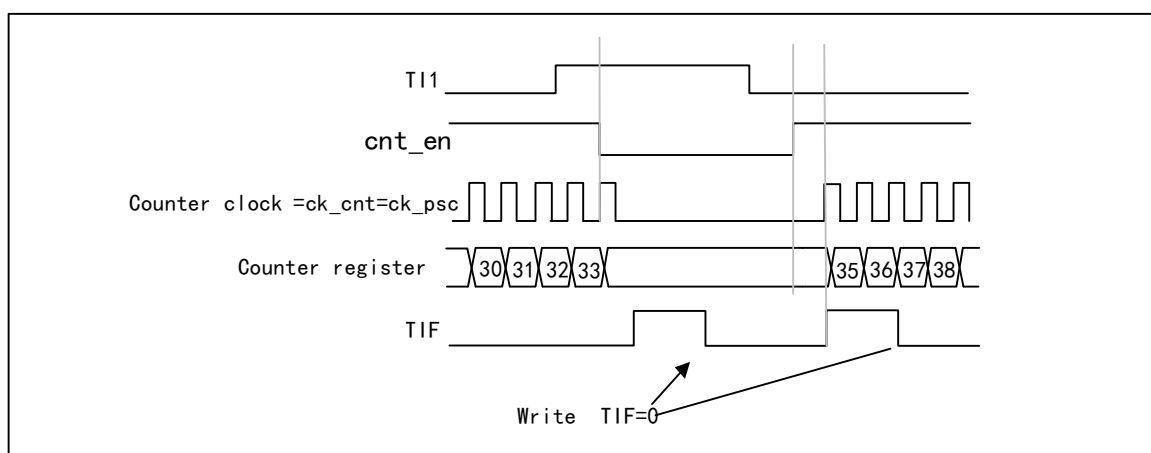 TI1
cnt_en
Counter clock =ck_cnt=ck_psc
Counter register 30 31 32 33 35 36 37 38
TIF
Write TIF=0